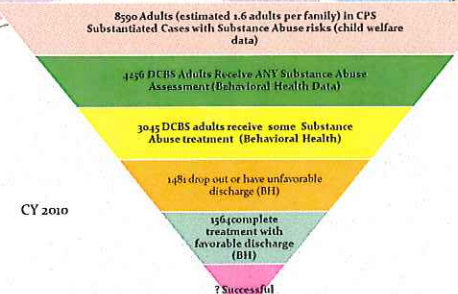 8590 Adults (estimated 1.6 adults per family) in CPS
Substantiated Cases with Substance Abuse risks (child welfare
data)
4256 DCBS Adults Receive ANY Substance Abuse
Assessment (Behavioral Health Data)
3045 DCBS adults receive some Substance
Abuse treatment (Behavioral Health)
1481 drop out or have unfavorable
discharge (BH)
CY 2010
1564complete
treatment with
favorable discharge
(BH)
? Successful